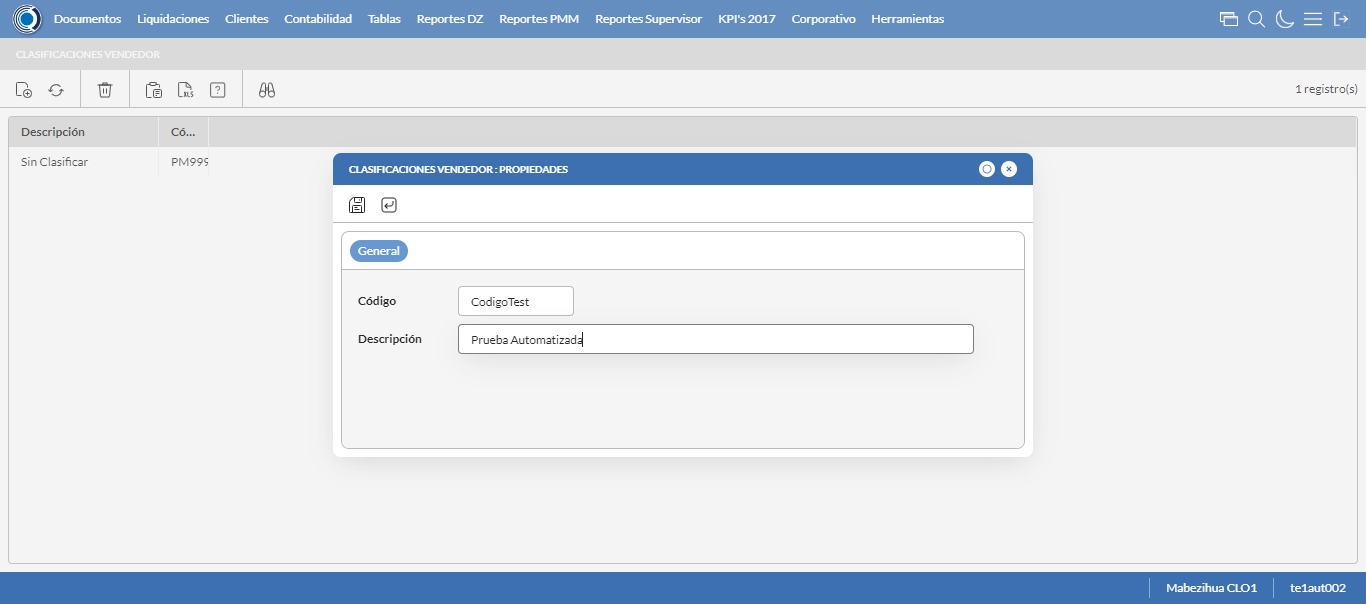 Documentos Liquidaciones Clientes Contabilidad Tablas Reportes DZ Reportes PMM Reportes Supervisor KPI's 2017 Corporativo Herramientas
CLASIFICACIONES VENDEDOR
XLS ? 1 registro(s)
Descripción Có...
Sin Clasificar PM999
CLASIFICACIONES VENDEDOR : PROPIEDADES
General
Código CodigoTest
Descripción Prueba Automatizada
Mabezihua CLO1 te1aut002